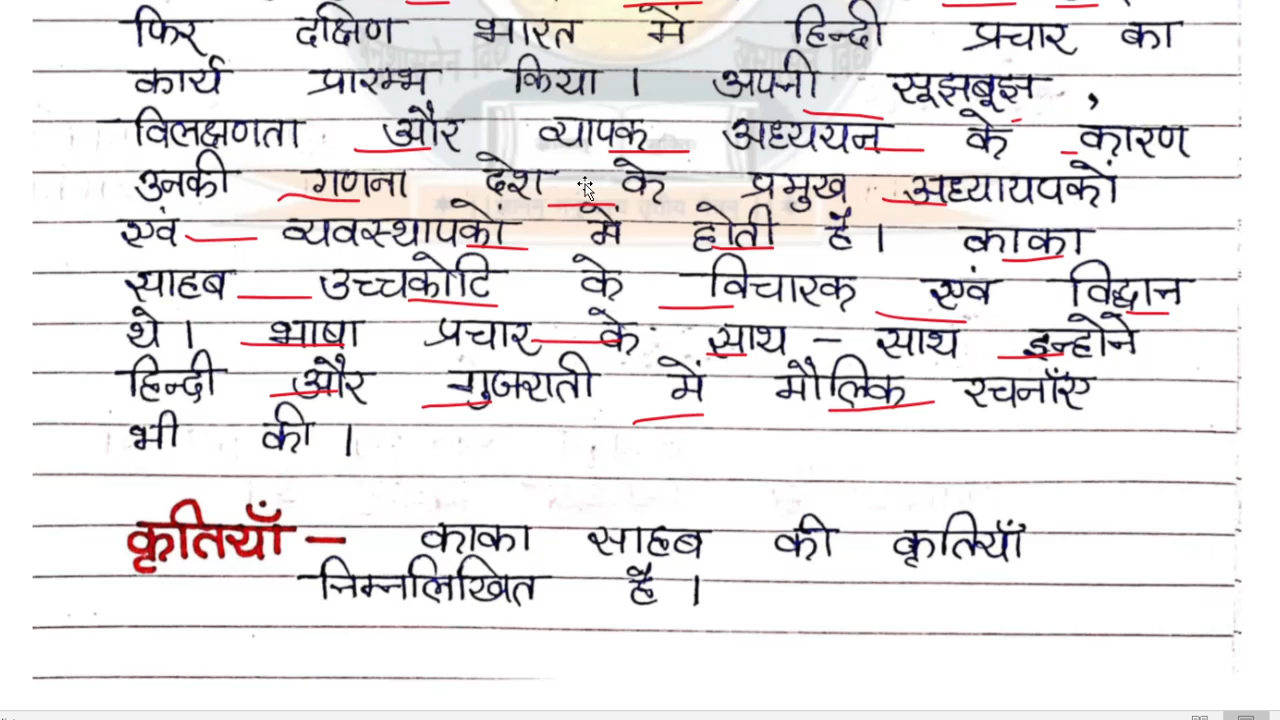 फिर दक्षिण भारत में हिन्दी प्रचार का
कार्य प्रारम्भ किया । अपनी सूझबूझ ,
विलक्षणता और व्यापक अध्ययन के कारण
उनकी गणना देश के प्रमुख अध्यायपकों
एवं व्यवस्थापकों में होती है । काका
साहब उच्चकोटि के विचारक एवं विद्वान
थे । भाषा प्रचार के साथ - साथ इन्होने
हिन्दी और गुजराती में मौलिक रचनाँए
भी की ।
कृतियाँ - काका साहब की कृतियाँ
निम्नलिखित है ।